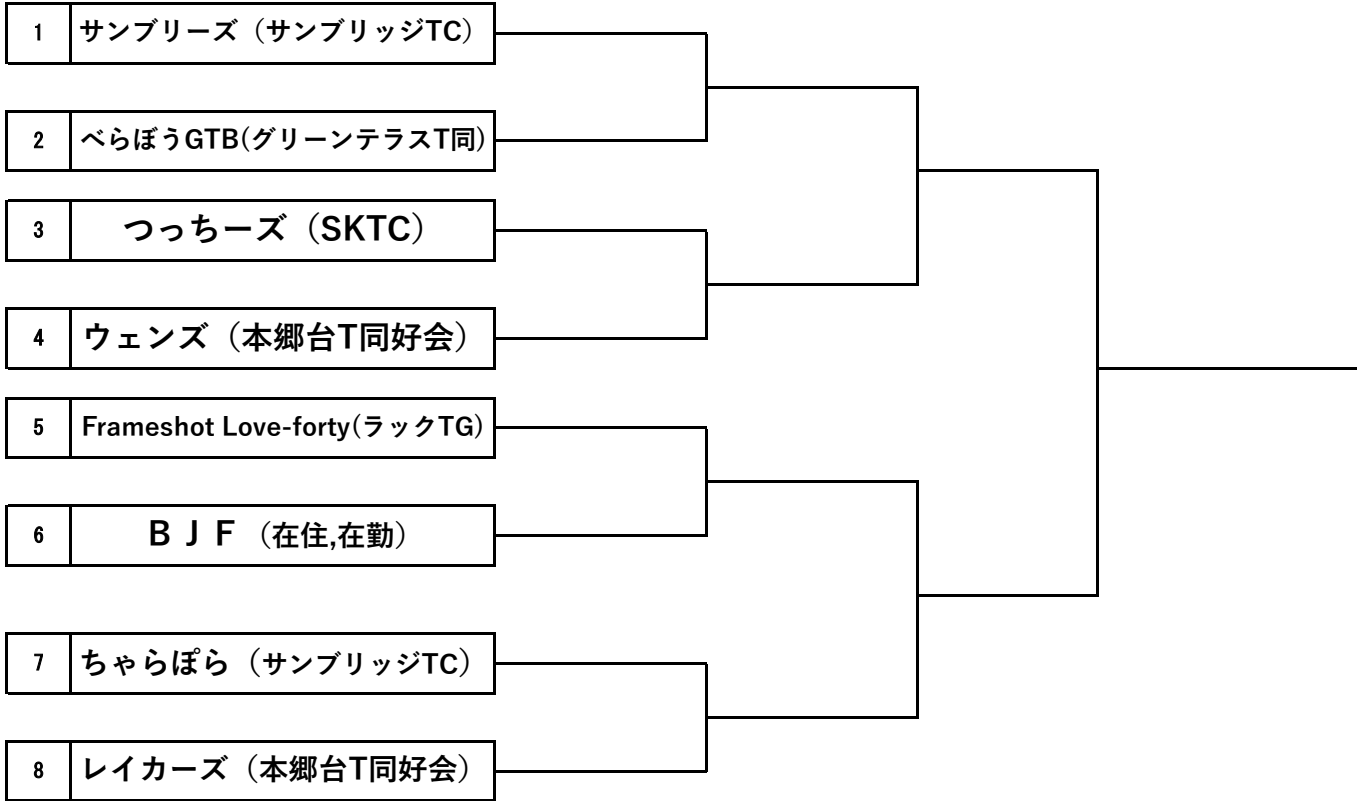 1 サンブリーズ（サンブリッジTC）
2 べらぼうGTB(グリーンテラスT同)
3 つっちーズ（SKTC）
4 ウェンズ（本郷台T同好会）
5 Frameshot Love-forty(ラックTG)
6 ＢＪＦ（在住,在勤）
7 ちゃらぽら（サンブリッジTC）
8 レイカーズ（本郷台T同好会）